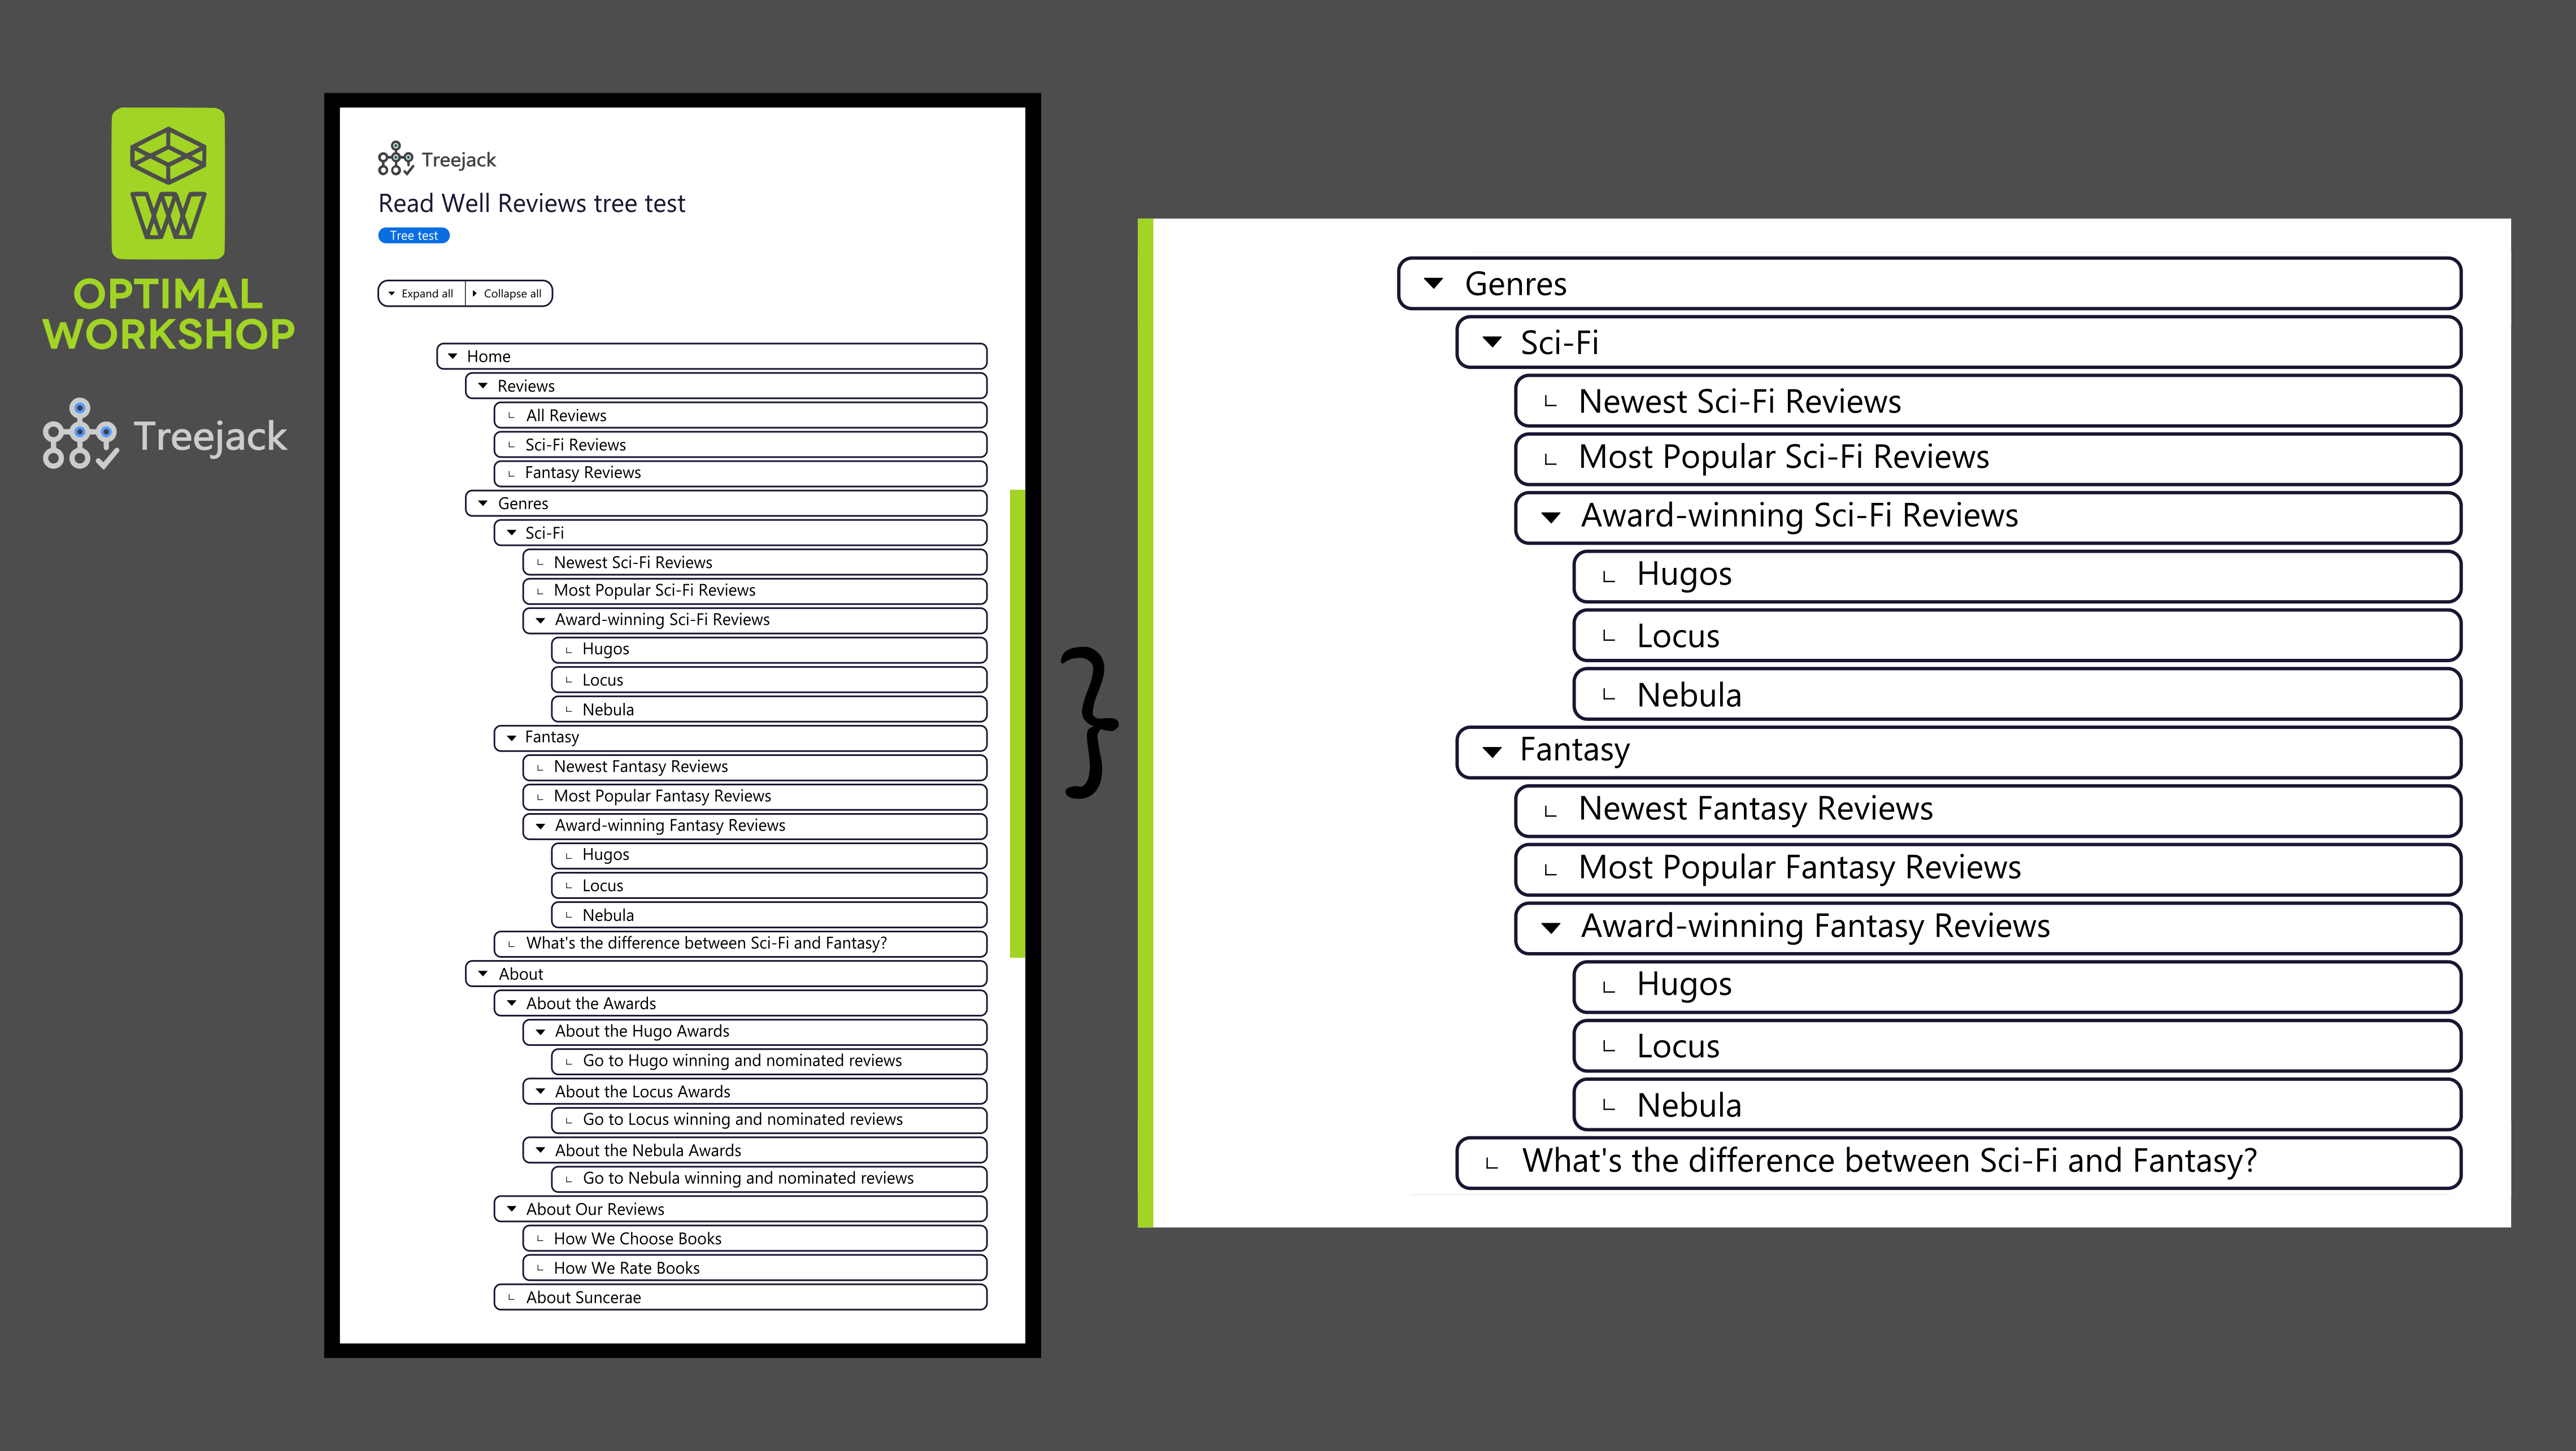 OPTIMAL
WORKSHOP
Treejack
Treejack
Read Well Reviews tree test
Tree test
Expand all Collapse all
Home
Reviews
All Reviews
Sci-Fi Reviews
Fantasy Reviews
Genres
Sci-Fi
Newest Sci-Fi Reviews
Most Popular Sci-Fi Reviews
Award-winning Sci-Fi Reviews
Hugos
Locus
Nebula
Fantasy
Newest Fantasy Reviews
Most Popular Fantasy Reviews
Award-winning Fantasy Reviews
Hugos
Locus
Nebula
What's the difference between Sci-Fi and Fantasy?
About
About the Awards
About the Hugo Awards
Go to Hugo winning and nominated reviews
About the Locus Awards
Go to Locus winning and nominated reviews
About the Nebula Awards
Go to Nebula winning and nominated reviews
About Our Reviews
How We Choose Books
How We Rate Books
About Suncerae
}
Genres
Sci-Fi
Newest Sci-Fi Reviews
Most Popular Sci-Fi Reviews
Award-winning Sci-Fi Reviews
Hugos
Locus
Nebula
Fantasy
Newest Fantasy Reviews
Most Popular Fantasy Reviews
Award-winning Fantasy Reviews
Hugos
Locus
Nebula
What's the difference between Sci-Fi and Fantasy?